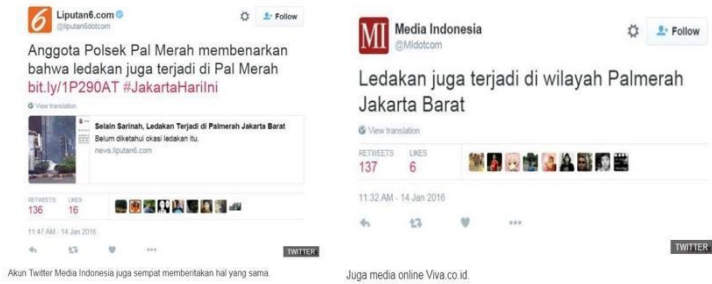 Liputan6.com
@liputan6dotcom
Follow
Anggota Polsek Pal Merah membenarkan
bahwa ledakan juga terjadi di Pal Merah
bit.ly/1P290AT #JakartaHariIni
View translation
Selain Sarinah, Ledakan Terjadi di Palmerah Jakarta Barat
Belum diketahui okasi ledakan itu.
news.liputan6.com
RETWEETS LIKES
136 16
11:47 AM - 14 Jan 2016
TWITTER
Akun Twitter Media Indonesia juga sempat memberitakan hal yang sama.
MI
Media Indonesia
@MIdotcom
Follow
Ledakan juga terjadi di wilayah Palmerah
Jakarta Barat
View translation
RETWEETS LIKES
137 6
11:32 AM - 14 Jan 2016
TWITTER
Juga media online Viva.co.id.